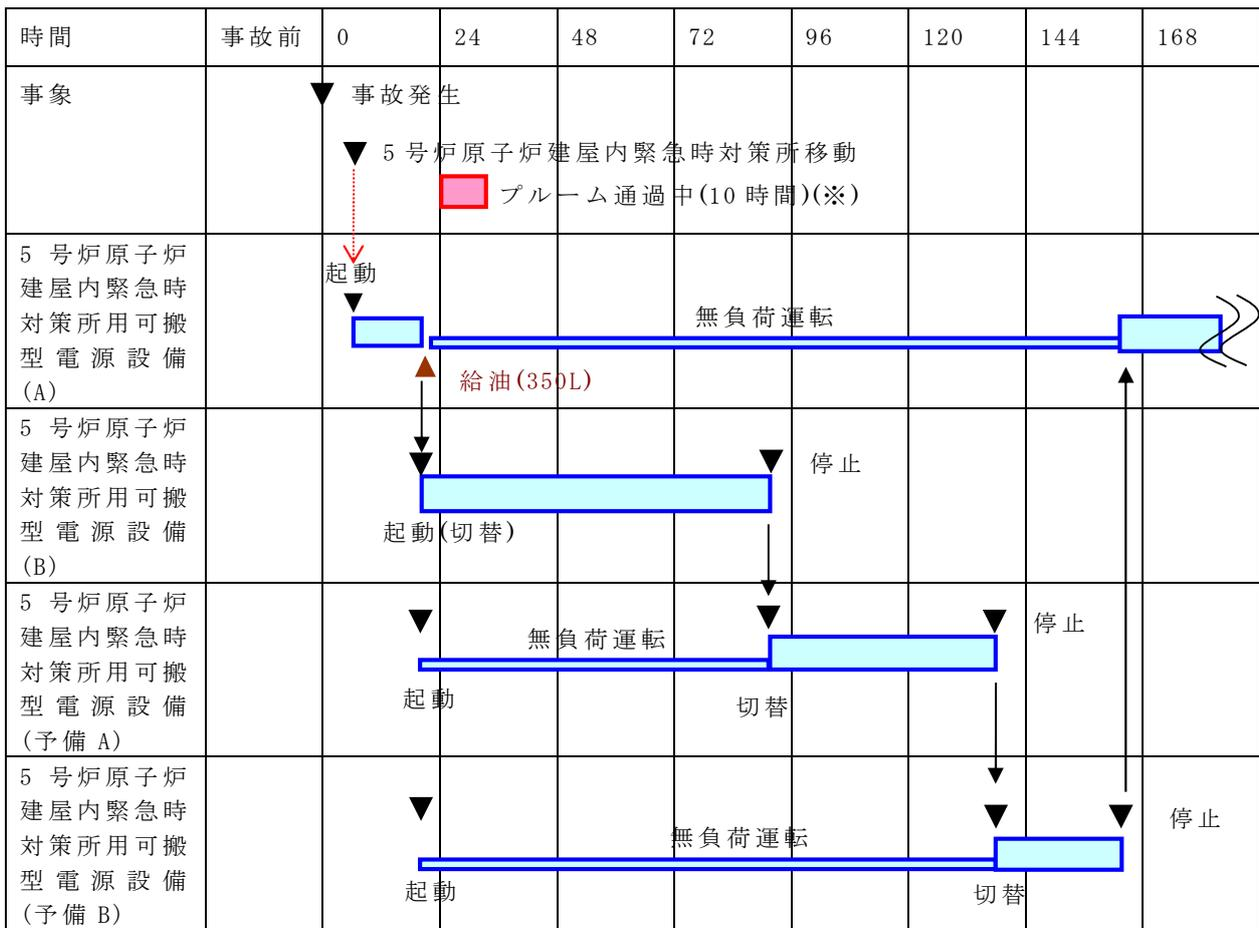 時間 事故前 0 24 48 72 96 120 144 168
事象
事故発生
5 号炉原子炉建屋内緊急時対策所移動
プルーム通過中(10 時間)(※)
5 号炉原子炉
建屋内緊急時
対策所用可搬
型電源設備
(A)
起動
無負荷運転
給油(350L)
5 号炉原子炉
建屋内緊急時
対策所用可搬
型電源設備
(B)
停止
起動(切替)
5 号炉原子炉
建屋内緊急時
対策所用可搬
型電源設備
(予備 A)
無負荷運転
停止
起動
切替
5 号炉原子炉
建屋内緊急時
対策所用可搬
型電源設備
(予備 B)
無負荷運転
停止
起動
切替